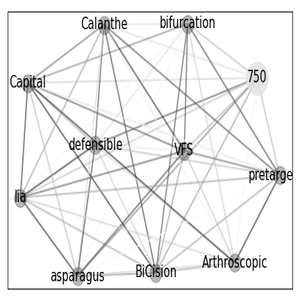 Calanthe
bifurcation
750
Capital
defensible
VFS
pretarge
lia
asparagus
BiCision
Arthroscopic